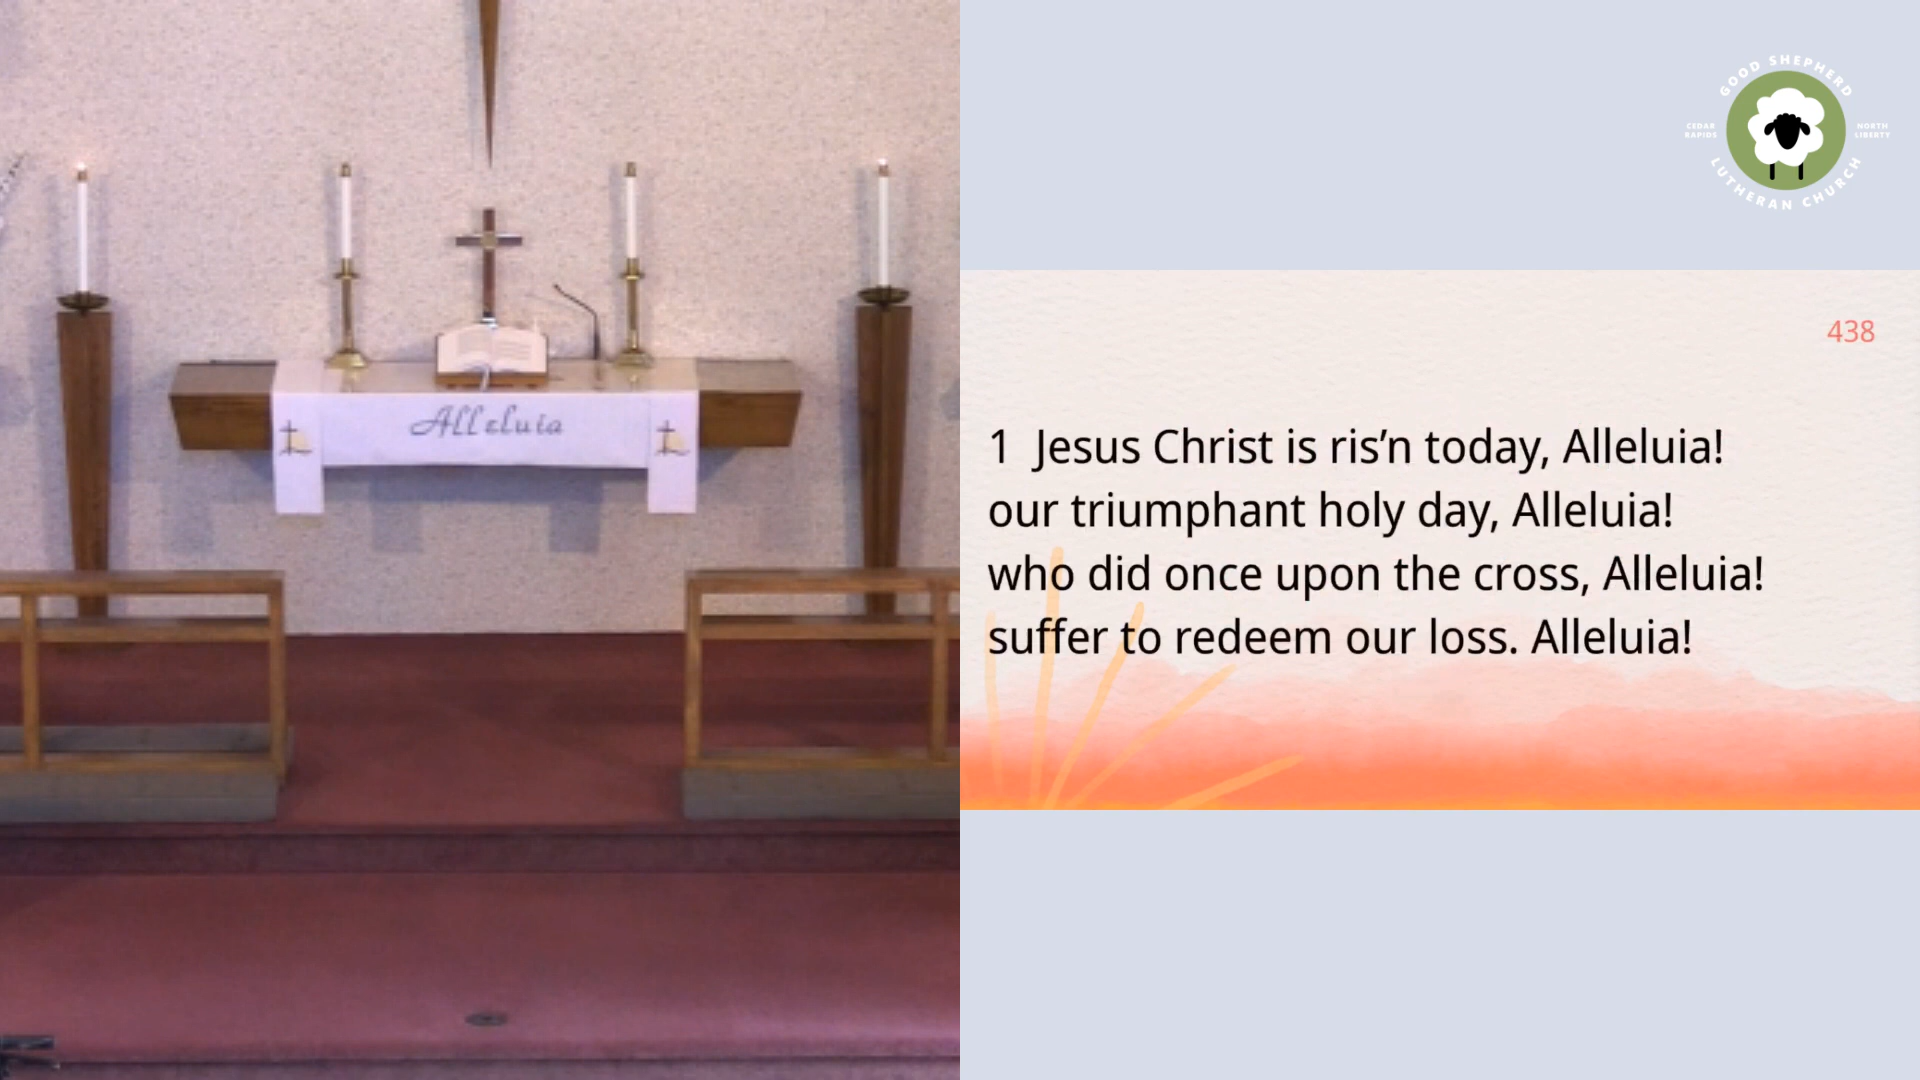 Alleluia
GOOD SHEPHERD
CEDAR
RAPIDS
NORTH
LIBERTY
LUTHERAN CHURCH
438
1 Jesus Christ is ris’n today, Alleluia!
our triumphant holy day, Alleluia!
who did once upon the cross, Alleluia!
suffer to redeem our loss. Alleluia!